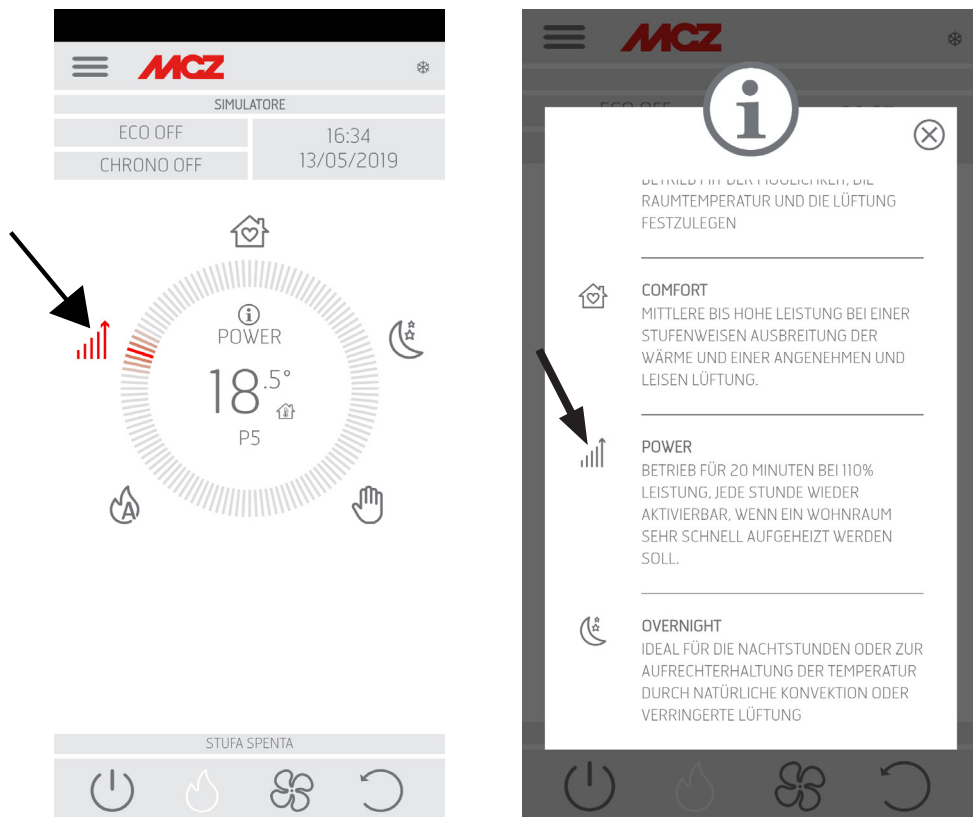 MCZ
SIMULATORE
ECO OFF
CHRONO OFF
16:34
13/05/2019
POWER
18.5°
P5
A
STUFA SPENTA
MCZ
ECO OFF
i
RAUMTEMPERATUR UND DIE LÜFTUNG
FESTZULEGEN
COMFORT
MITTLERE BIS HOHE LEISTUNG BEI EINER
STUFENWEISEN AUSBREITUNG DER
WÄRME UND EINER ANGENEHMEN UND
LEISEN LÜFTUNG.
POWER
BETRIEB FÜR 20 MINUTEN BEI 110%
LEISTUNG, JEDE STUNDE WIEDER
AKTIVIERBAR, WENN EIN WOHNRAUM
SEHR SCHNELL AUFGEHEIZT WERDEN
SOLL.
OVERNIGHT
IDEAL FÜR DIE NACHTSTUNDEN ODER ZUR
AUFRECHTERHALTUNG DER TEMPERATUR
DURCH NATÜRLICHE KONVEKTION ODER
VERRINGERTE LÜFTUNG